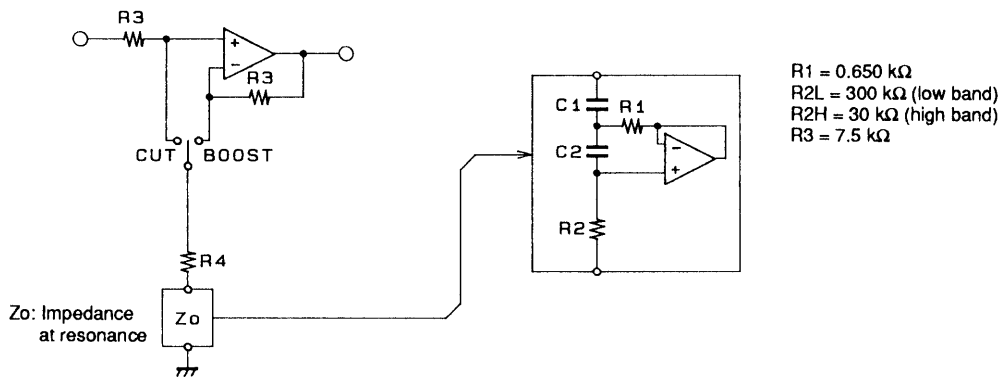 R3
+
−
R3
CUT
BOOST
R4
Zo: Impedance
at resonance
Zo
C1
R1
C2
−
+
R2
R1 = 0.650 kΩ
R2L = 300 kΩ (low band)
R2H = 30 kΩ (high band)
R3 = 7.5 kΩ